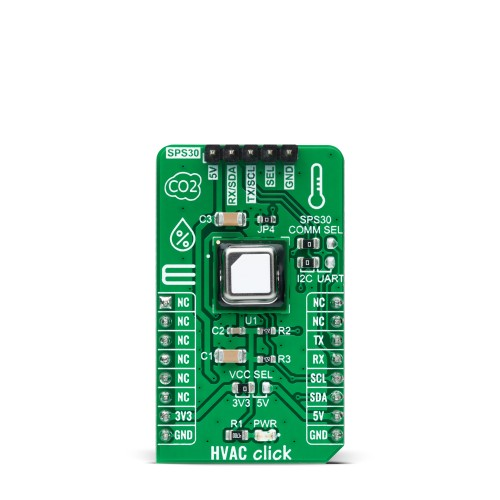 SPS30
5V
RX/SDA
TX/SCL
SEL
GND
CO2
%
C3
JP4
SPS30
COMM SEL
I2C UART
U1
C2
R2
C1
R3
VCC SEL
3V3 5V
R1 PWR
NC
NC
NC
NC
NC
NC
3V3
GND
NC
NC
TX
RX
SCL
SDA
5V
GND
HVAC click